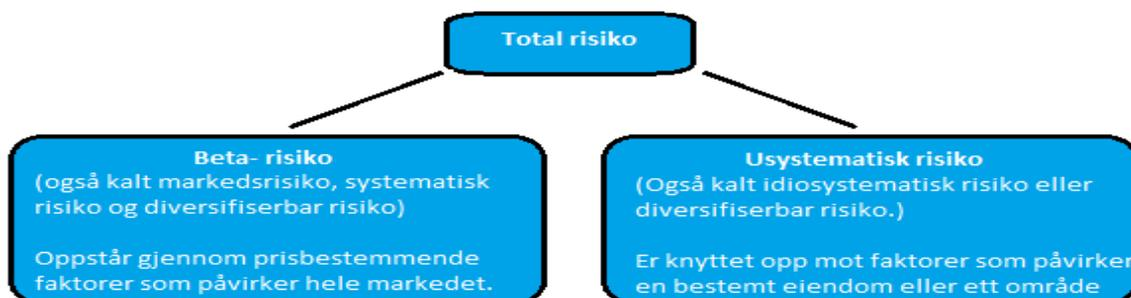 Total risiko
Beta- risiko
(også kalt markedsrisiko, systematisk
risiko og diversifiserbar risiko)
Oppstår gjennom prisbestemmende
faktorer som påvirker hele markedet.
Usystematisk risiko
(Også kalt idiosystematisk risiko eller
diversifiserbar risiko.)
Er knyttet opp mot faktorer som påvirker
en bestemt eiendom eller ett område